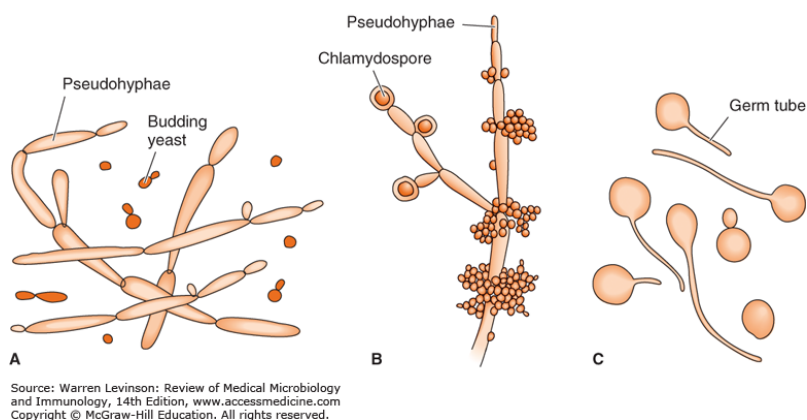 Pseudohyphae
Budding
yeast
A
Pseudohyphae
Chlamydospore
B
Germ tube
C
Source: Warren Levinson: Review of Medical Microbiology
and Immunology, 14th Edition, www.accessmedicine.com
Copyright © McGraw-Hill Education. All rights reserved.